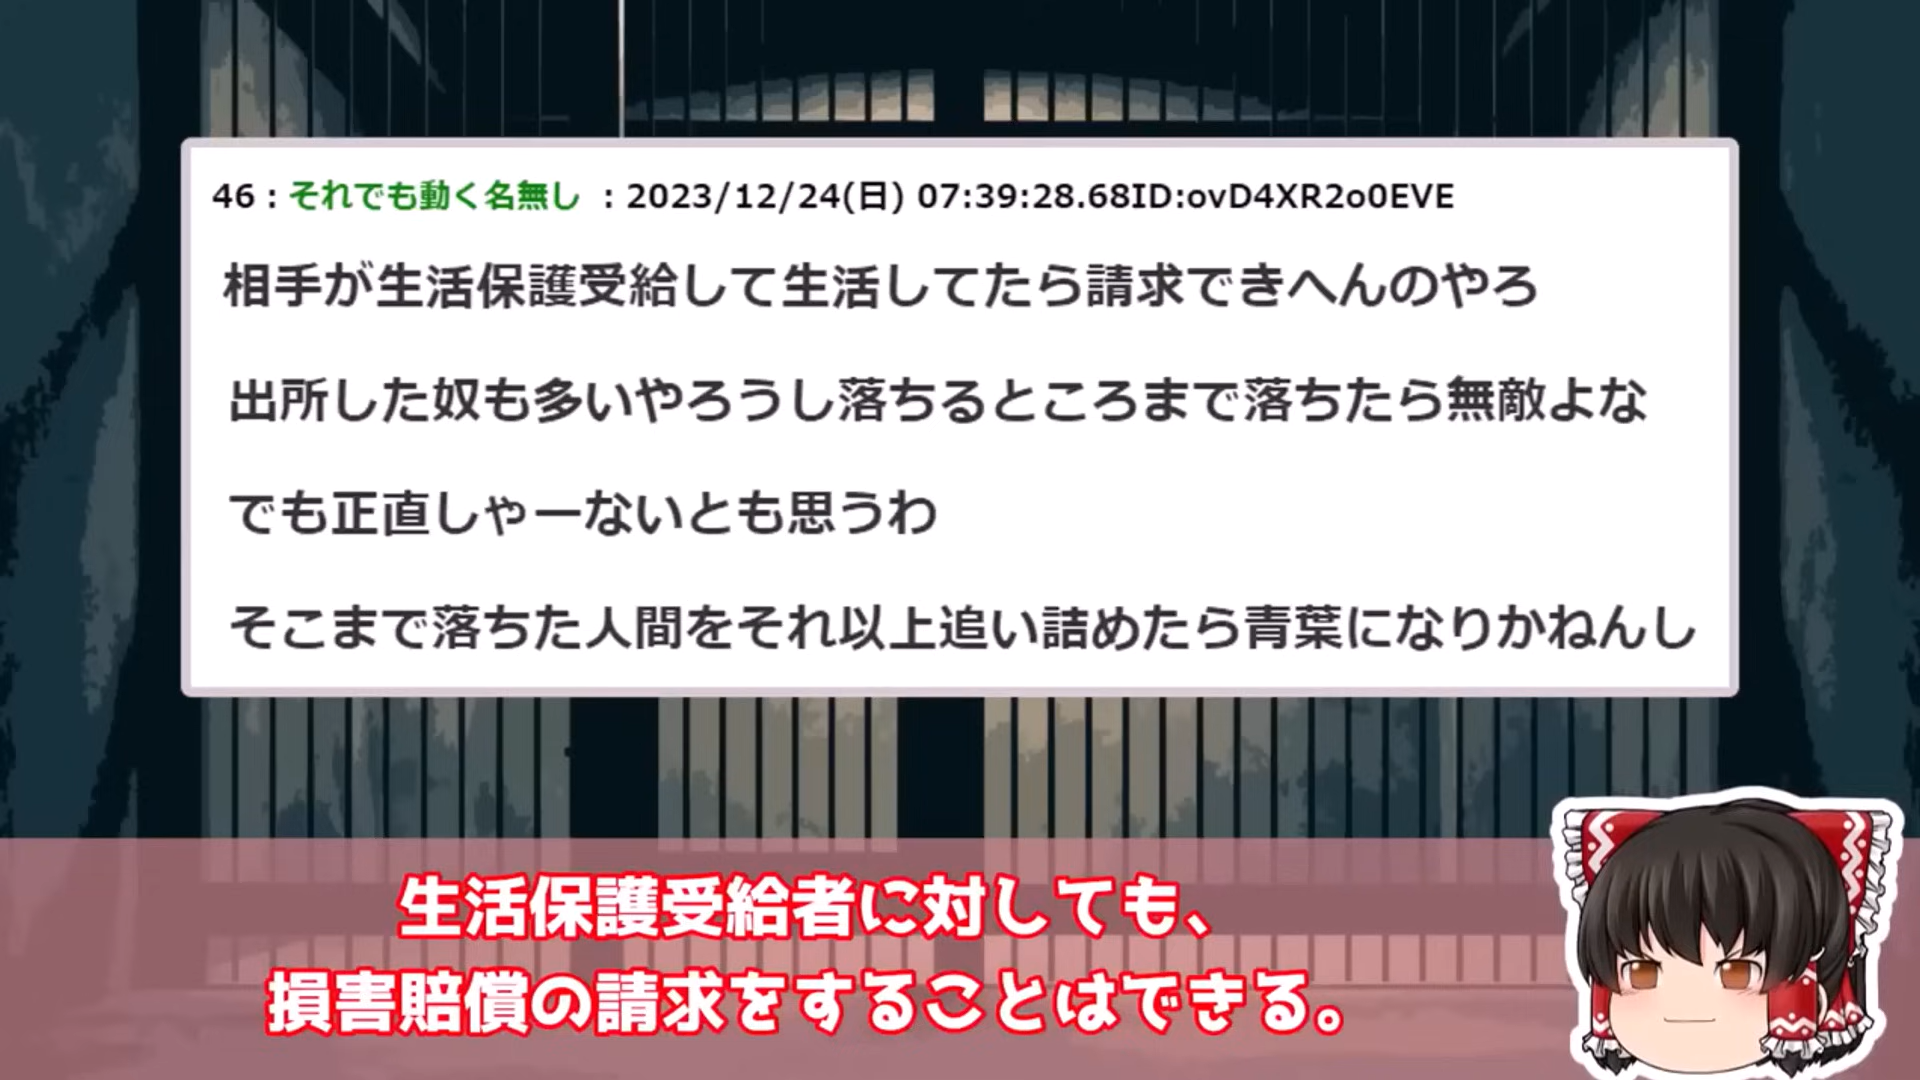 46 : それでも動く名無し : 2023/12/24(日) 07:39:28.68ID:ovD4XR2o0EVE
相手が生活保護受給して生活してたら請求できへんのやろ
出所した奴も多いやろうし落ちるところまで落ちたら無敵よな
でも正直しゃーないとも思うわ
そこまで落ちた人間をそれ以上追い詰めたら青葉になりかねんし
生活保護受給者に対しても、
損害賠償の請求をすることはできる。